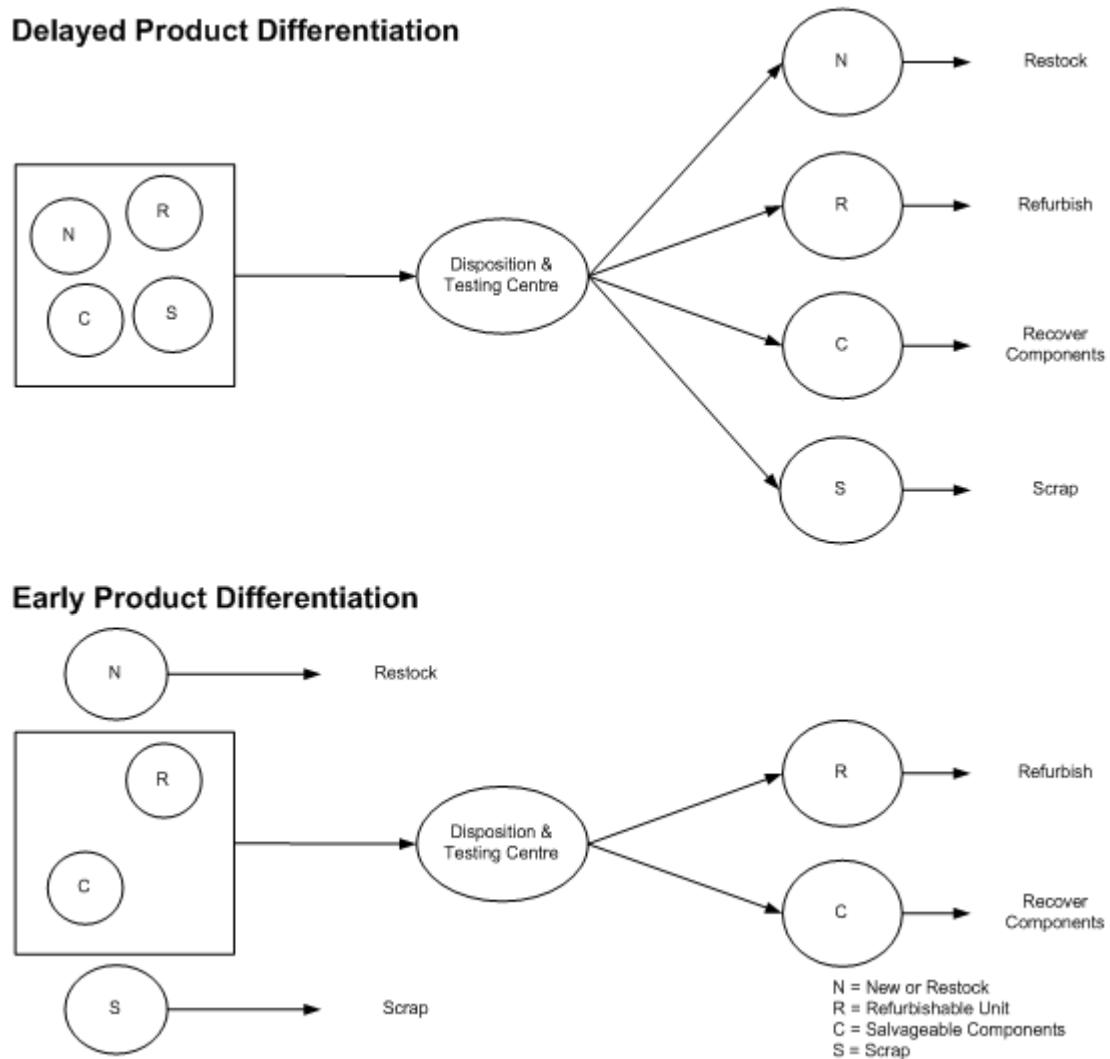 Delayed Product Differentiation
N
Restock
R
N
R
Refurbish
Disposition &
Testing Centre
C
S
C
Recover
Components
S
Scrap
Early Product Differentiation
N
Restock
R
R
Refurbish
Disposition &
Testing Centre
C
C
Recover
Components
S
Scrap
N = New or Restock
R = Refurbishable Unit
C = Salvageable Components
S = Scrap